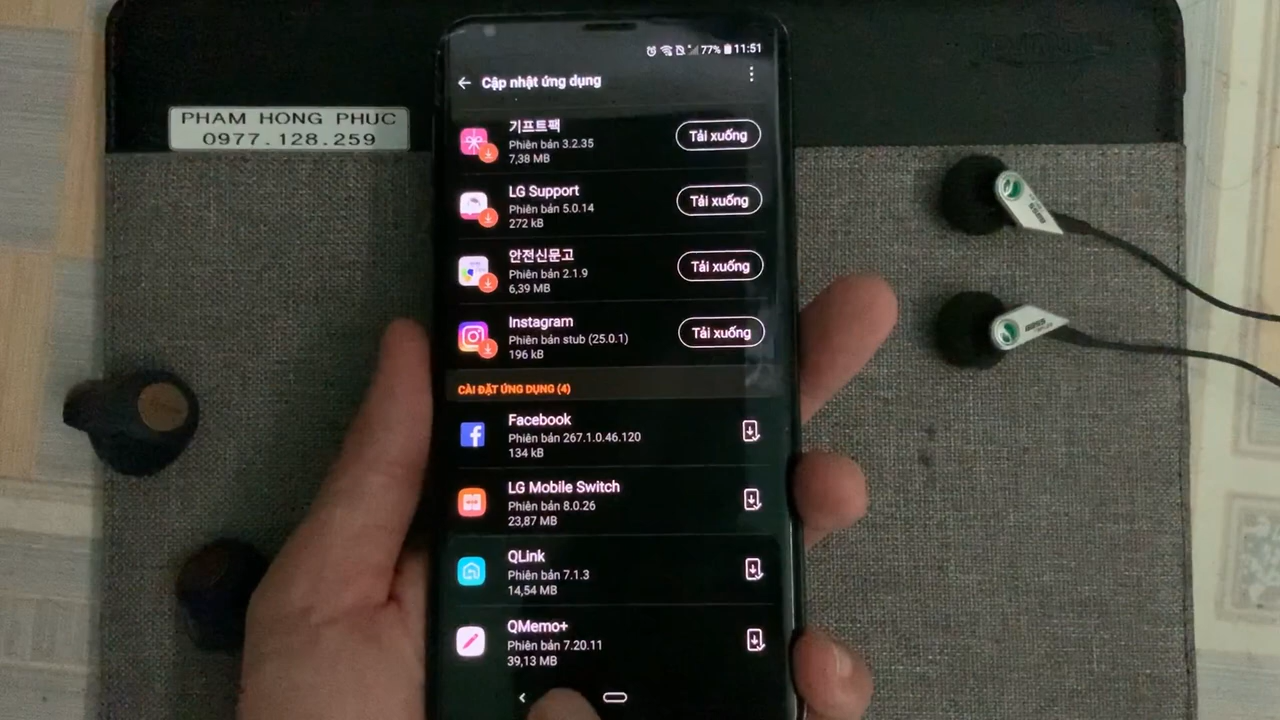 PHAM HONG PHUC
0977.128.259
77% 11:51
Cập nhật ứng dụng
기프트팩
Phiên bản 3.2.35
7,38 MB
Tải xuống
LG Support
Phiên bản 5.0.14
272 kB
Tải xuống
안전신문고
Phiên bản 2.1.9
6,39 MB
Tải xuống
Instagram
Phiên bản stub (25.0.1)
196 kB
Tải xuống
CÀI ĐẶT ỨNG DỤNG (4)
Facebook
Phiên bản 267.1.0.46.120
134 kB
LG Mobile Switch
Phiên bản 8.0.26
23,87 MB
QLink
Phiên bản 7.1.3
14,54 MB
QMemo+
Phiên bản 7.20.11
39,13 MB